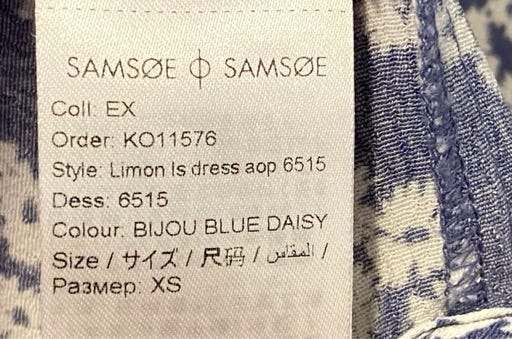 SAMSØE ϕ SAMSØE
Coll: EX
Order: KO11576
Style: Limon ls dress aop 6515
Dess: 6515
Colour: BIJOU BLUE DAISY
Size / サイズ / 尺码 / المقاس /
Размер: XS